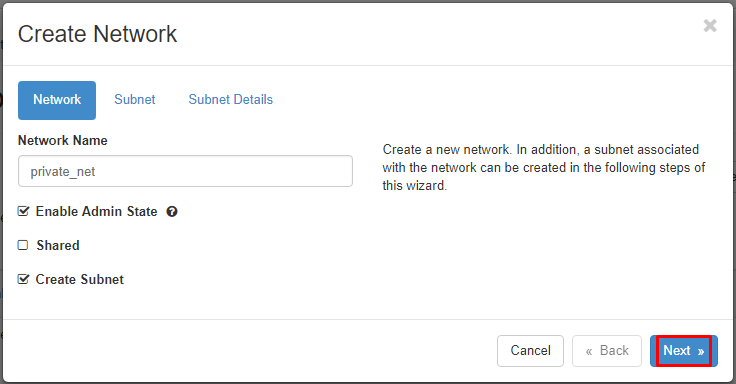 Create Network
×
Network Subnet Subnet Details
Network Name
private_net
Create a new network. In addition, a subnet associated
with the network can be created in the following steps of
this wizard.
Enable Admin State ?
Shared
Create Subnet
Cancel « Back Next »